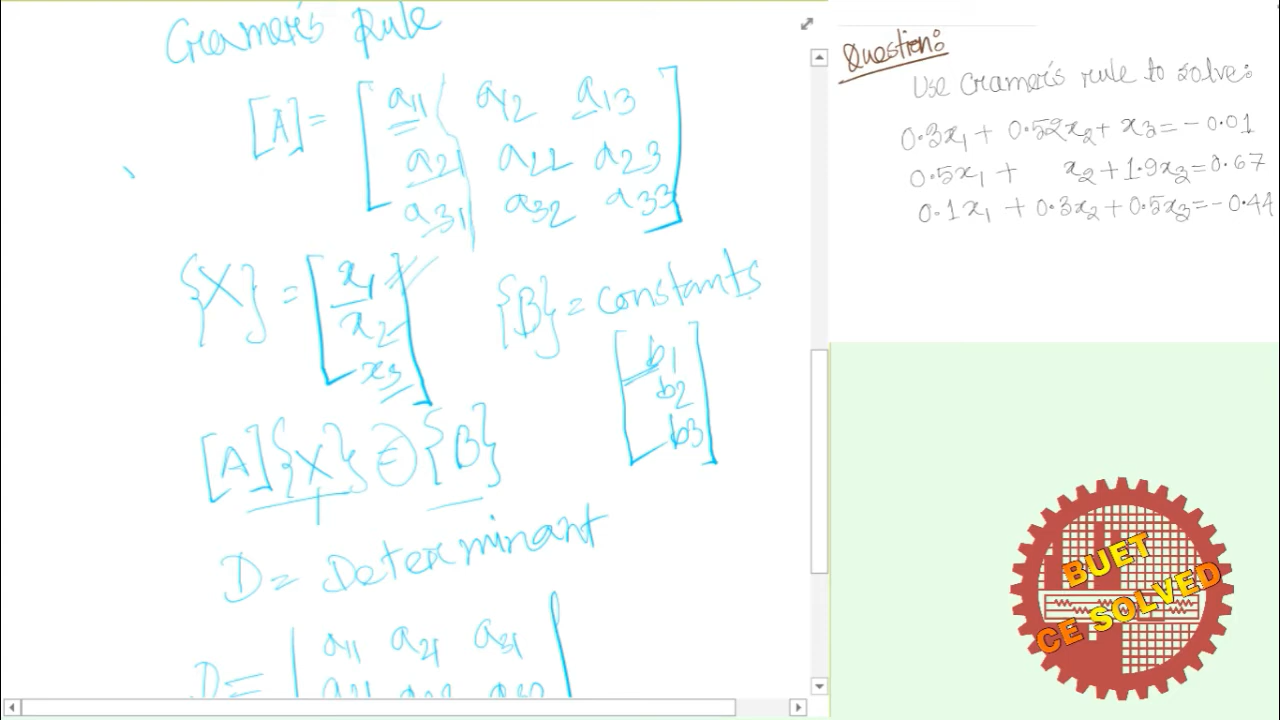 Cramer's Rule
[A] = [a11 a12 a13
a21 a22 a23
a31 a32 a33]
{X} = [x1
x2
x3]
{B} = constants
[b1
b2
b3]
[A]{X} = {B}
D = Determinant
D = | a11 a21 a31
Question:
Use Cramer's rule to solve:
0.3x1 + 0.52x2 + x3 = -0.01
0.5x1 + x2 + 1.9x3 = 0.67
0.1x1 + 0.3x2 + 0.5x3 = -0.44
BUET
CE SOLVED